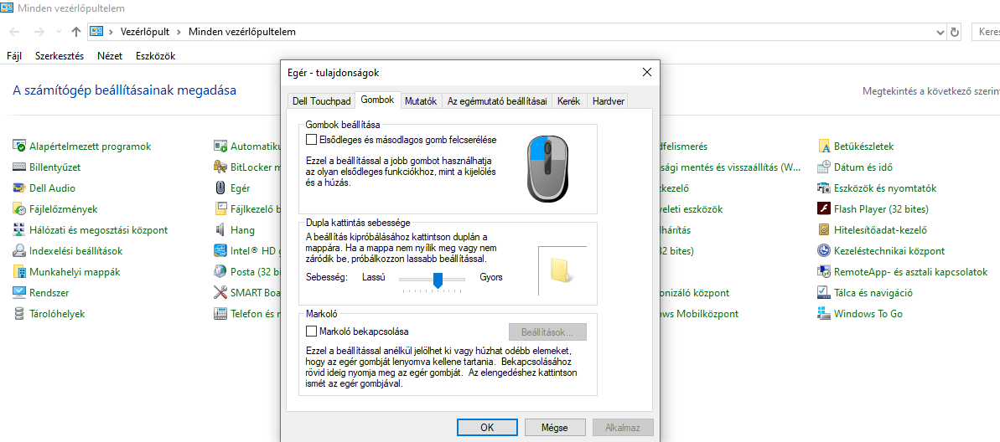 Minden vezérlőpultelem
Vezérlőpult › Minden vezérlőpultelem
Keres
Fájl Szerkesztés Nézet Eszközök
A számítógép beállításainak megadása
Megtekintés a következő szerint
Alapértelmezett programok
Billentyűzet
Dell Audio
Fájlelőzmények
Hálózati és megosztási központ
Indexelési beállítások
Munkahelyi mappák
Rendszer
Tárolóhelyek
Automatiku
BitLocker m
Egér
Fájlkezelő b
Hang
Intel® HD g
Posta (32 bi
SMART Boa
Telefon és m
Egér - tulajdonságok
Dell Touchpad Gombok Mutatók Az egérmutató beállításai Kerék Hardver
Gombok beállítása
Elsődleges és másodlagos gomb felcserélése
Ezzel a beállítással a jobb gombot használhatja
az olyan elsődleges funkciókhoz, mint a kijelölés
és a húzás.
Dupla kattintás sebessége
A beállítás kipróbálásához kattintson duplán a
mappára. Ha a mappa nem nyílik meg vagy nem
záródik be, próbálkozzon lassabb beállítással.
Sebesség: Lassú Gyors
Markoló
Markoló bekapcsolása
Beállítások...
Ezzel a beállítással anélkül jelölhet ki vagy húzhat odébb elemeket,
hogy az egér gombját lenyomva kellene tartania. Bekapcsolásához
rövid ideig nyomja meg az egér gombját. Az elengedéshez kattintson
ismét az egér gombjával.
OK Mégse Alkalmaz
dfelismerés
sági mentés és visszaállítás (W...
zkezelő
yeleti eszközök
lhárítás
32 bites)
onizáló központ
ows Mobilközpont
Betűkészletek
Dátum és idő
Eszközök és nyomtatók
Flash Player (32 bites)
Hitelesítőadat-kezelő
Kezeléstechnikai központ
RemoteApp- és asztali kapcsolatok
Tálca és navigáció
Windows To Go